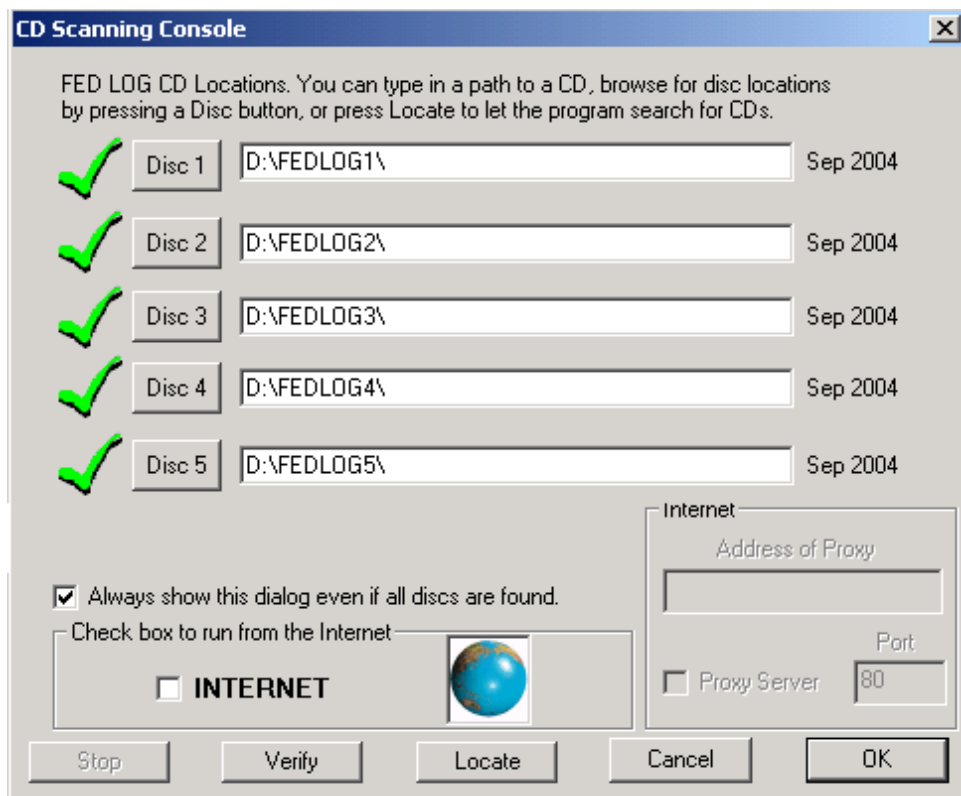 CD Scanning Console
FED LOG CD Locations. You can type in a path to a CD, browse for disc locations
by pressing a Disc button, or press Locate to let the program search for CDs.
Disc 1 D:\FEDLOG1\ Sep 2004
Disc 2 D:\FEDLOG2\ Sep 2004
Disc 3 D:\FEDLOG3\ Sep 2004
Disc 4 D:\FEDLOG4\ Sep 2004
Disc 5 D:\FEDLOG5\ Sep 2004
Internet
Address of Proxy
Always show this dialog even if all discs are found.
Check box to run from the Internet
INTERNET
Port
Proxy Server 80
Stop Verify Locate Cancel OK